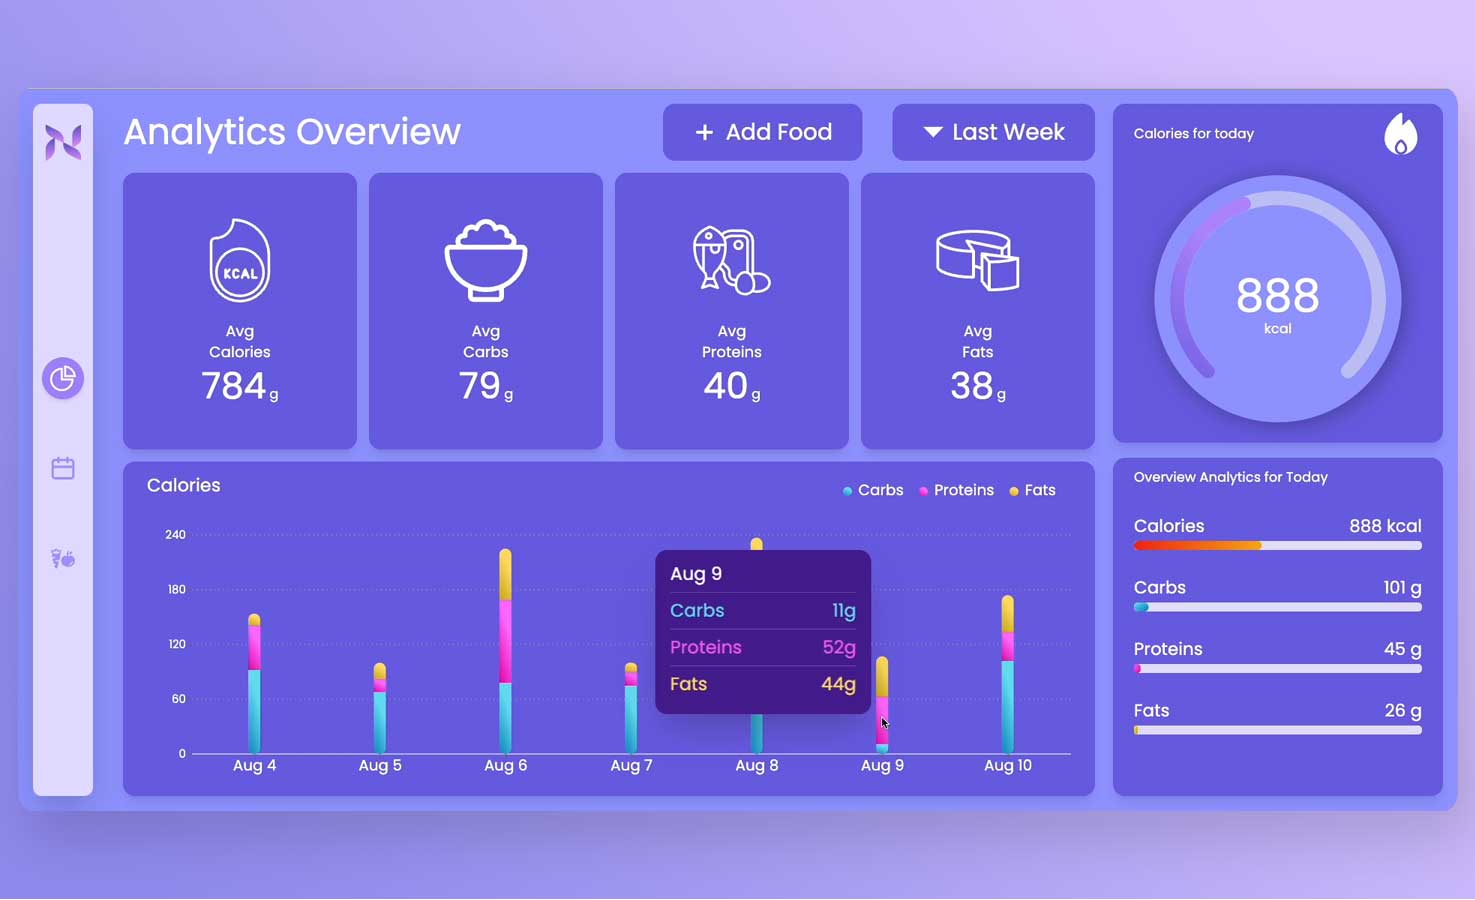 Analytics Overview
+ Add Food
Last Week
KCAL
Avg
Calories
784 g
Avg
Carbs
79 g
Avg
Proteins
40 g
Avg
Fats
38 g
Calories
Carbs Proteins Fats
240
180
120
60
0
Aug 4 Aug 5 Aug 6 Aug 7 Aug 8 Aug 9 Aug 10
Aug 9
Carbs 11g
Proteins 52g
Fats 44g
Calories for today
888
kcal
Overview Analytics for Today
Calories 888 kcal
Carbs 101 g
Proteins 45 g
Fats 26 g